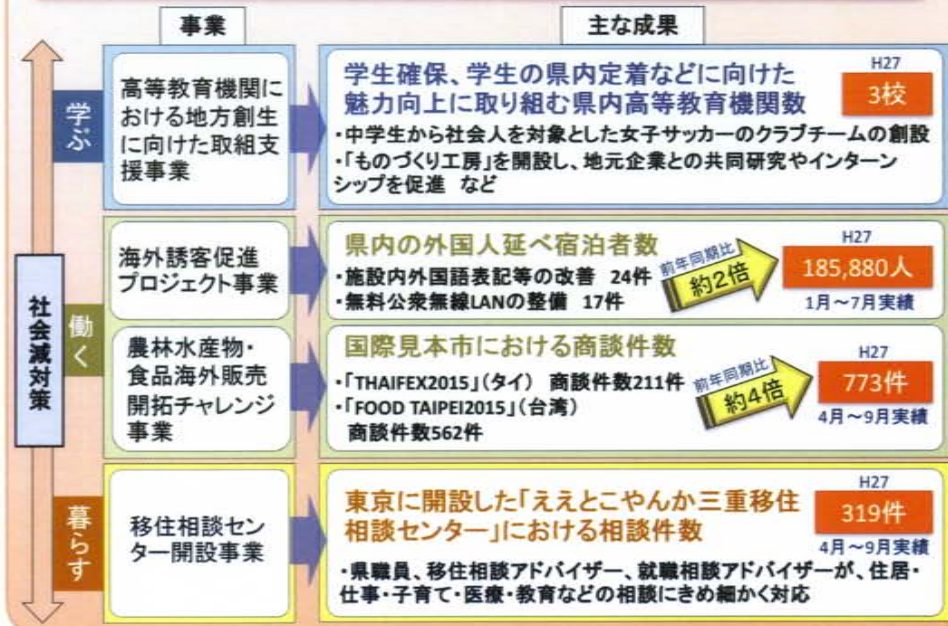 事業
主な成果
社会減対策
学ぶ
高等教育機関に
おける地方創生
に向けた取組支
援事業
学生確保、学生の県内定着などに向けた
魅力向上に取り組む県内高等教育機関数
H27
3校
・中学生から社会人を対象とした女子サッカーのクラブチームの創設
・「ものづくり工房」を開設し、地元企業との共同研究やインターン
シップを促進 など
働く
海外誘客促進
プロジェクト事業
県内の外国人延べ宿泊者数
・施設内外国語表記等の改善 24件
・無料公衆無線LANの整備 17件
前年同期比
約2倍
H27
185,880人
1月～7月実績
農林水産物・
食品海外販売
開拓チャレンジ
事業
国際見本市における商談件数
・「THAIFEX2015」(タイ) 商談件数211件
・「FOOD TAIPEI2015」(台湾)
商談件数562件
前年同期比
約4倍
H27
773件
4月～9月実績
暮らす
移住相談セン
ター開設事業
東京に開設した「ええとこやんか三重移住
相談センター」における相談件数
H27
319件
4月～9月実績
・県職員、移住相談アドバイザー、就職相談アドバイザーが、住居・
仕事・子育て・医療・教育などの相談にきめ細かく対応